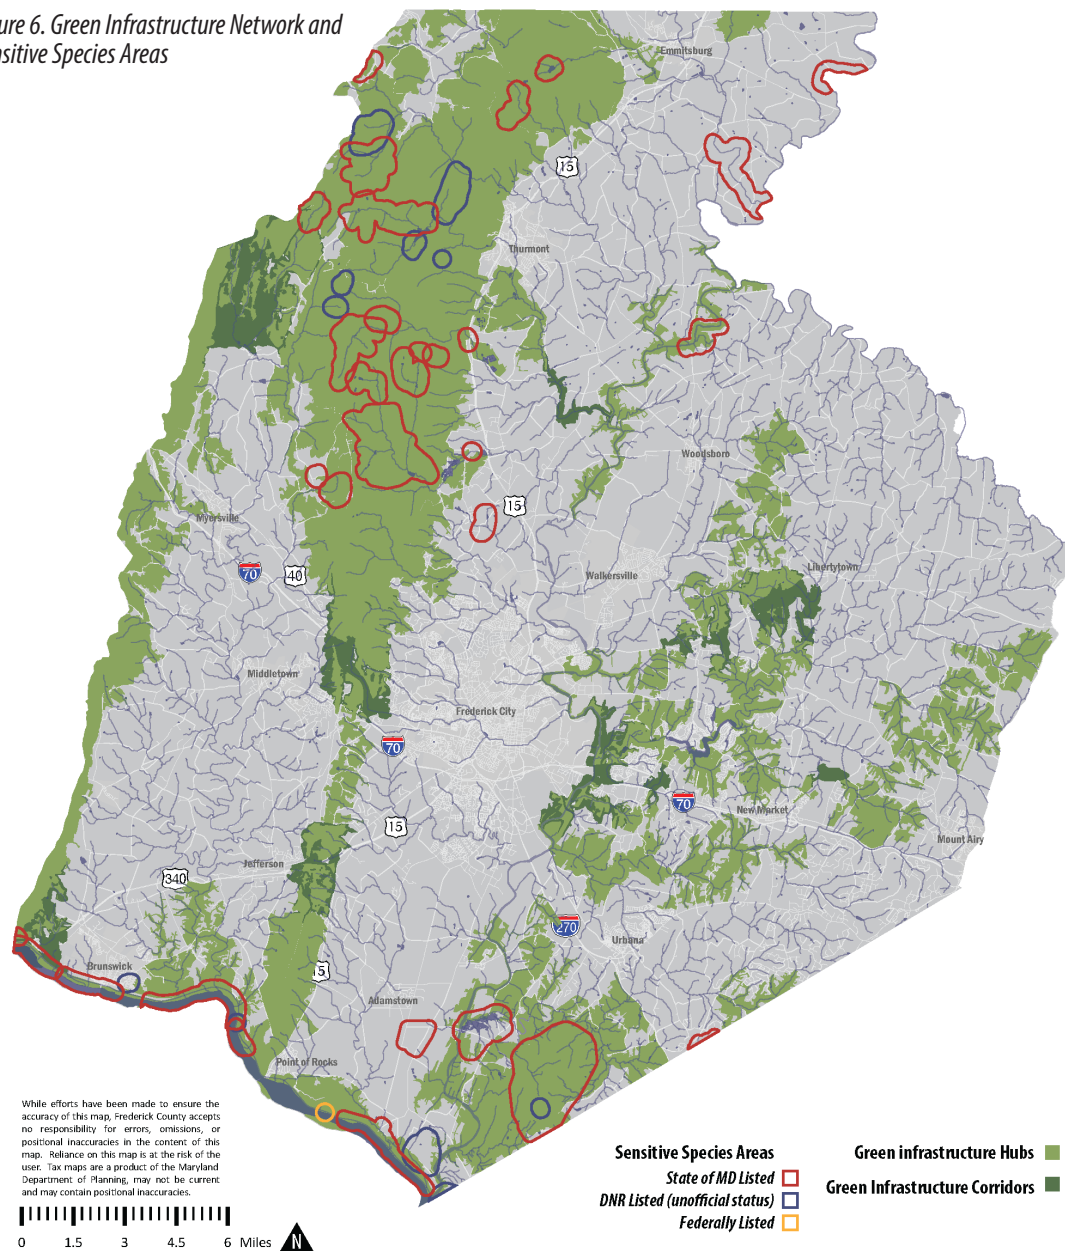 ure 6. Green Infrastructure Network and
nsitive Species Areas
Emmitsburg
15
Thurmont
Woodsboro
15
Myersville
70
40
Walkersville
Libertytown
Middletown
Frederick City
70
70
New Market
15
Mount Airy
Jefferson
340
270
Urbana
Brunswick
15
Adamstown
Point of Rocks
While efforts have been made to ensure the
accuracy of this map, Frederick County accepts
no responsibility for errors, omissions, or
positional inaccuracies in the content of this
map. Reliance on this map is at the risk of the
user. Tax maps are a product of the Maryland
Department of Planning, may not be current
and may contain positional inaccuracies.
0 1.5 3 4.5 6 Miles N
Sensitive Species Areas
State of MD Listed
DNR Listed (unofficial status)
Federally Listed
Green infrastructure Hubs
Green Infrastructure Corridors